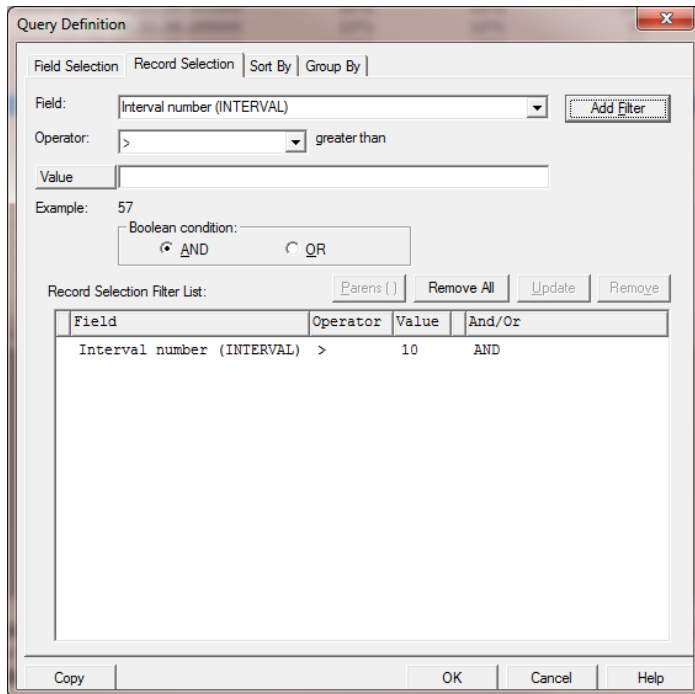 Query Definition
Field Selection Record Selection Sort By Group By
Field: Interval number (INTERVAL) Add Filter
Operator: > greater than
Value
Example: 57
Boolean condition:
AND OR
Record Selection Filter List: Parens ( ) Remove All Update Remove
Field Operator Value And/Or
Interval number (INTERVAL) > 10 AND
Copy OK Cancel Help